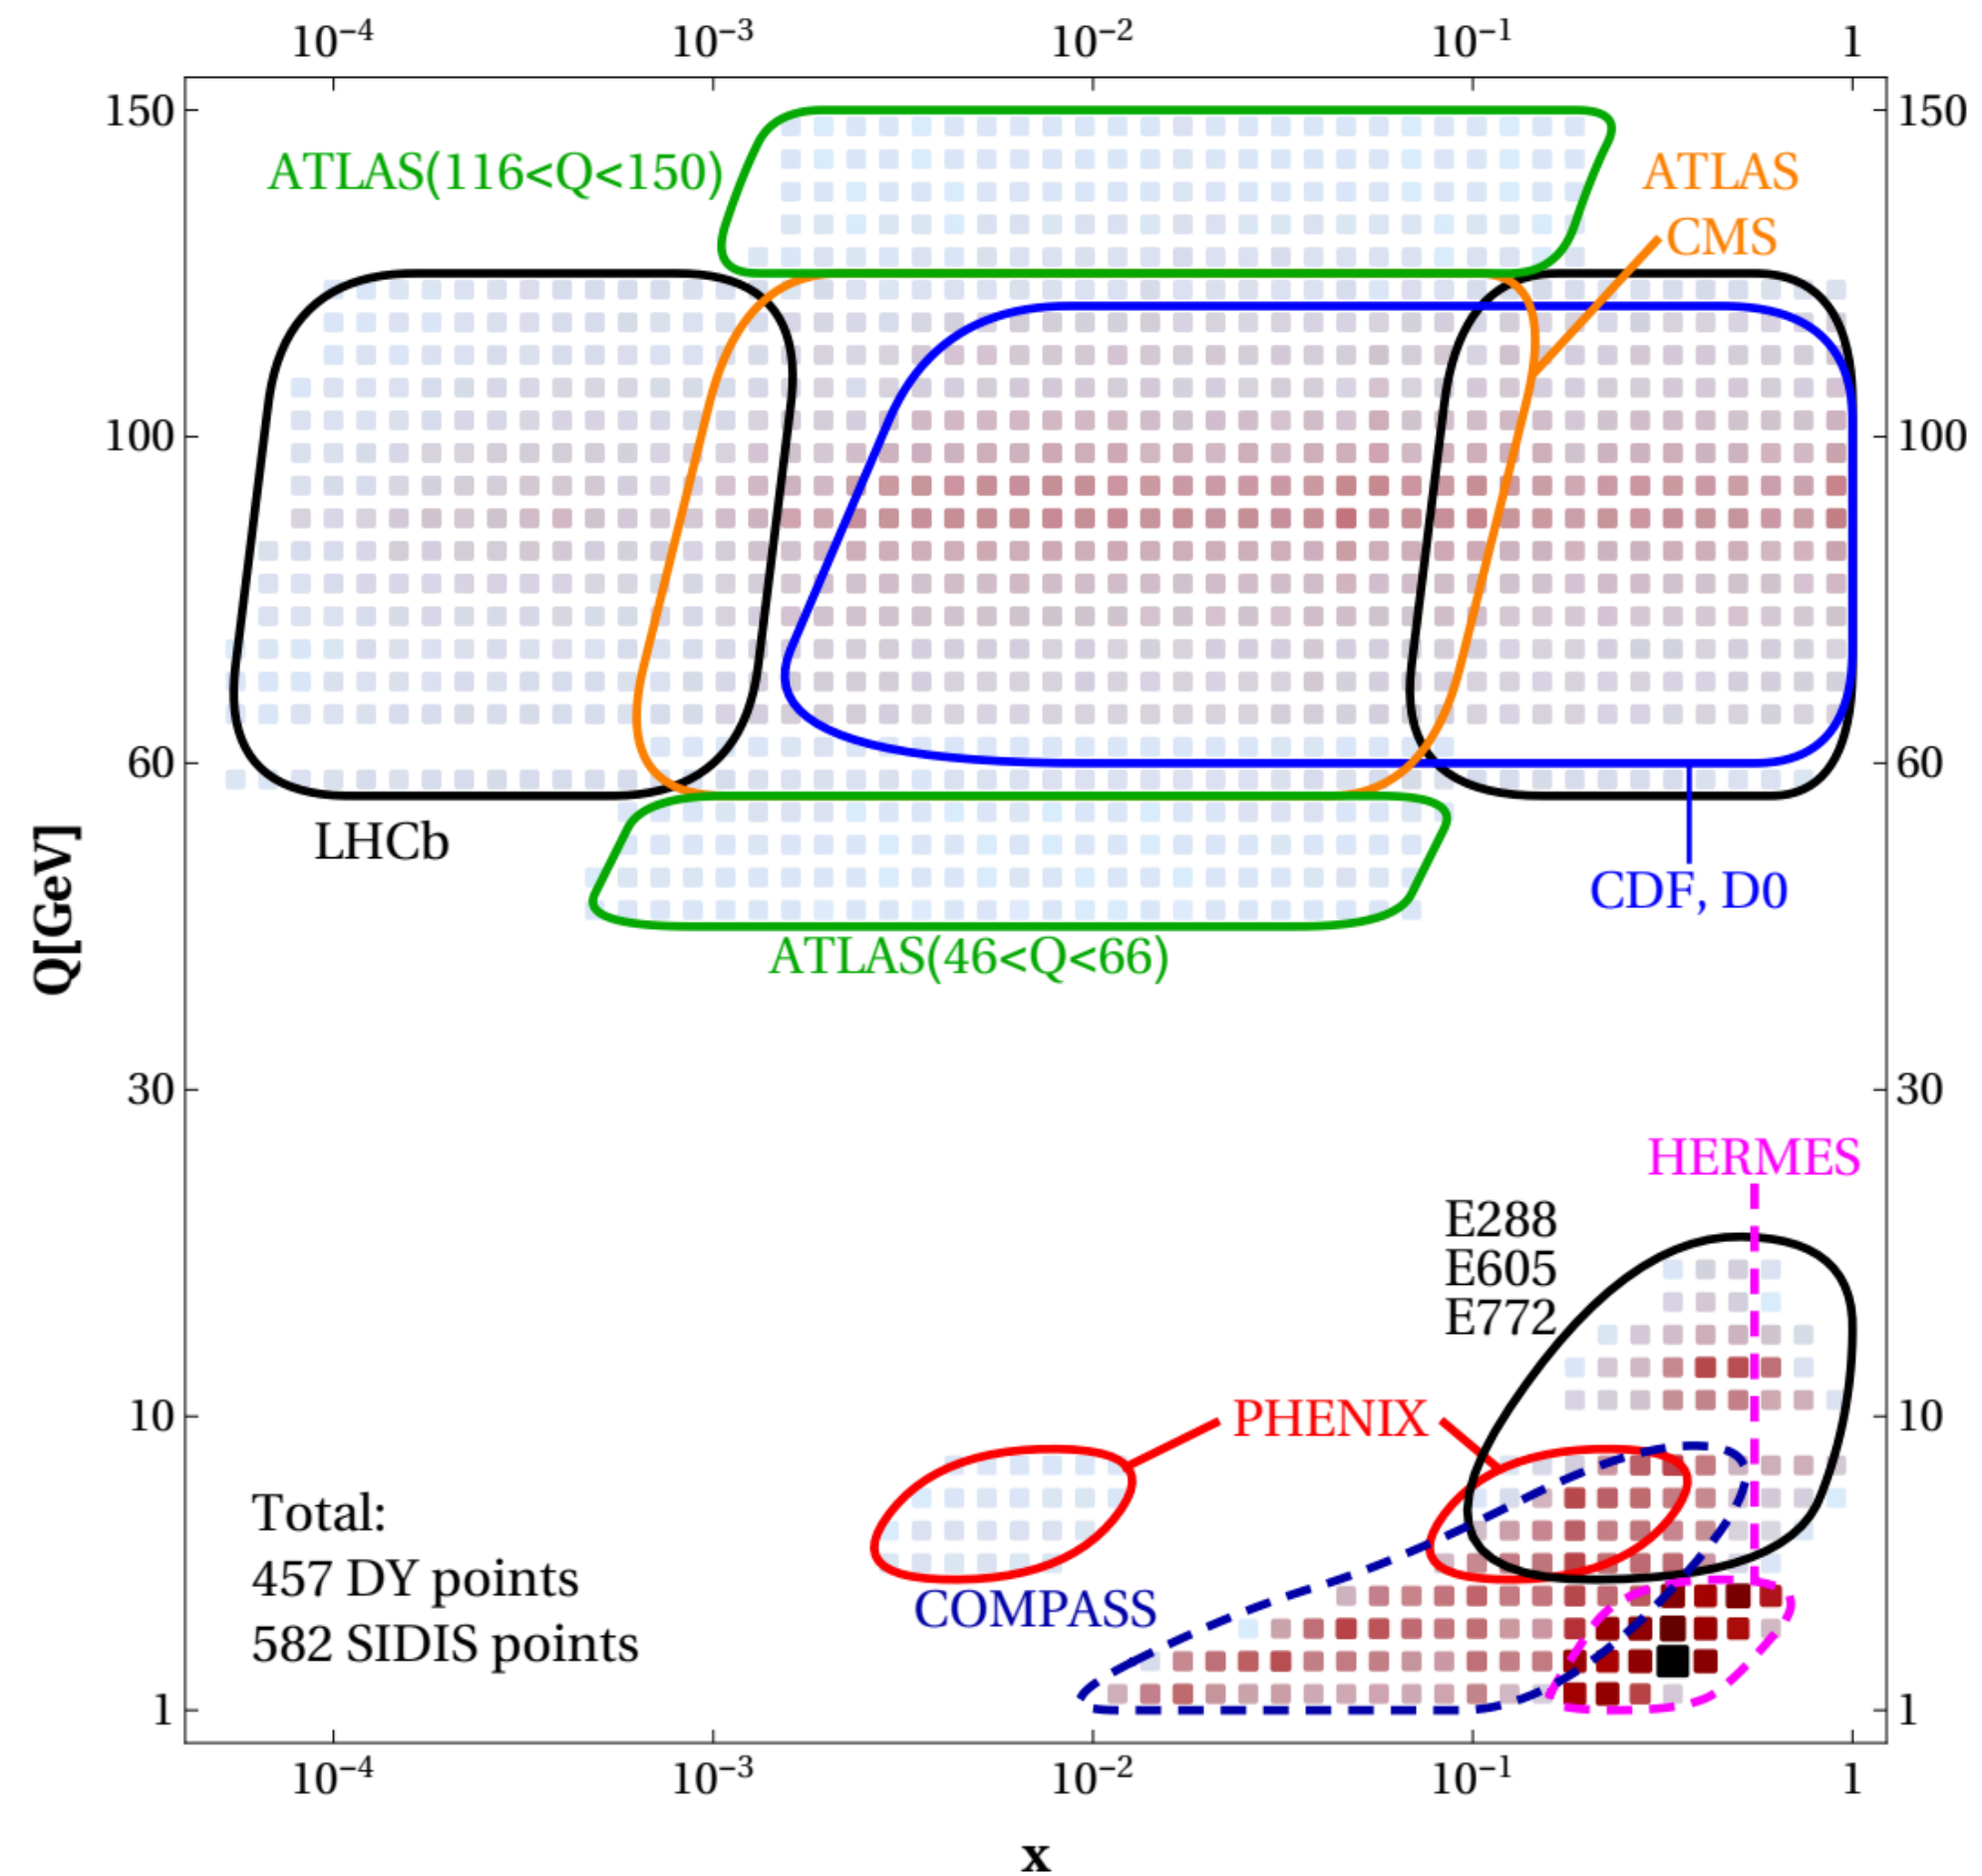 10⁻⁴ 10⁻³ 10⁻² 10⁻¹ 1
150 150
ATLAS(116<Q<150)
ATLAS
CMS
100 100
60 60
LHCb
CDF, D0
ATLAS(46<Q<66)
Q[GeV]
30 30
HERMES
E288
E605
E772
10 10
PHENIX
COMPASS
Total:
457 DY points
582 SIDIS points
1 1
10⁻⁴ 10⁻³ 10⁻² 10⁻¹ 1
x